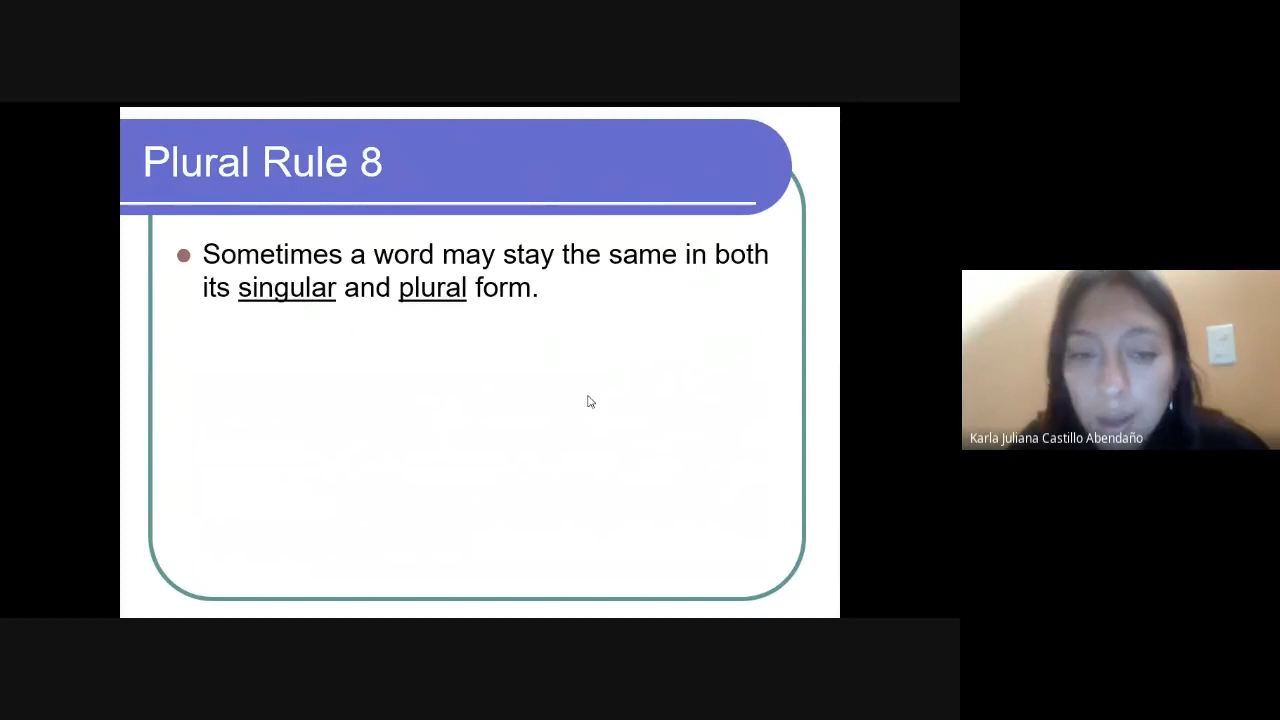 Plural Rule 8
Sometimes a word may stay the same in both
its singular and plural form.
Karla Juliana Castillo Abendaño